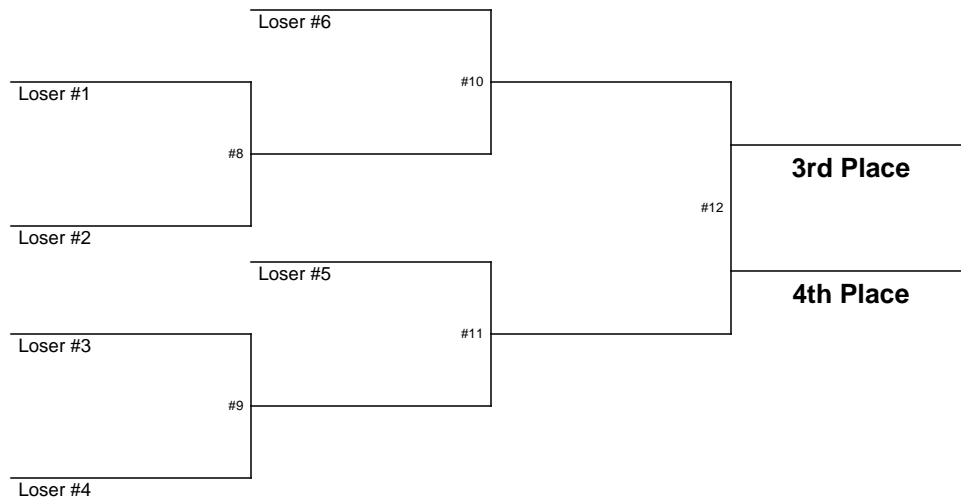 Loser #6
#10
Loser #1
#8
3rd Place
#12
Loser #2
Loser #5
4th Place
#11
Loser #3
#9
Loser #4